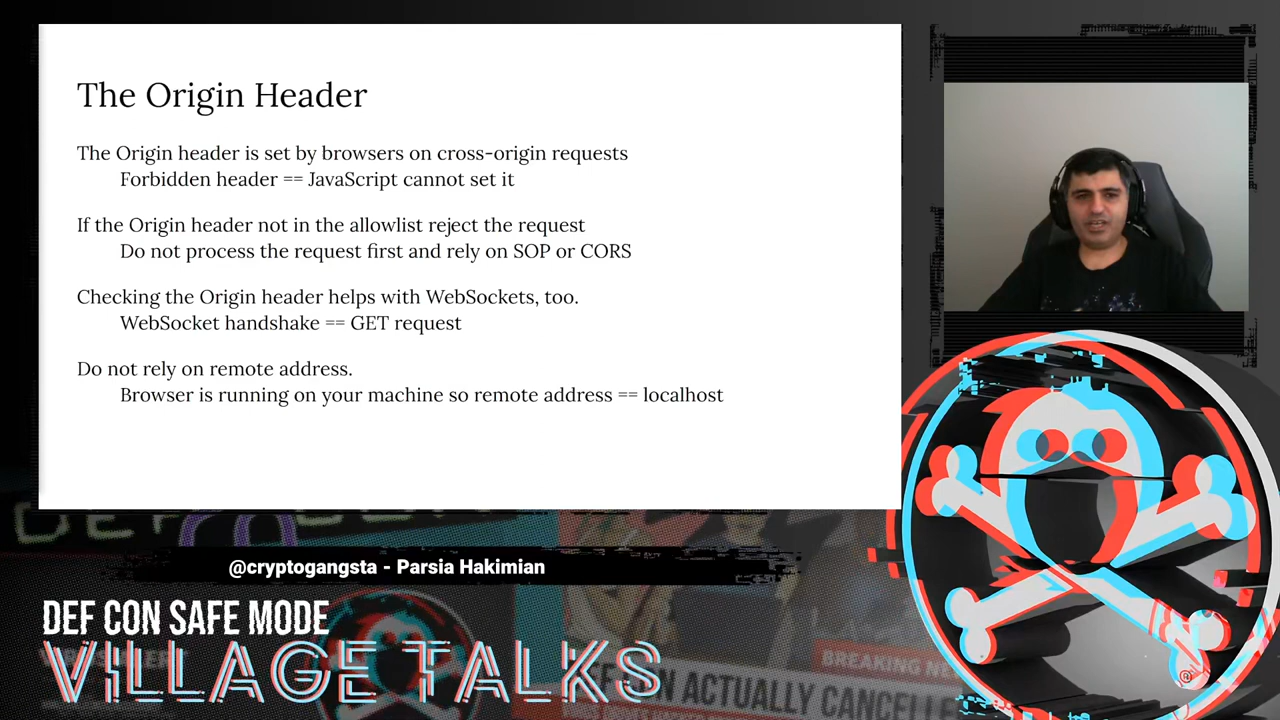 The Origin Header
The Origin header is set by browsers on cross-origin requests
Forbidden header == JavaScript cannot set it
If the Origin header not in the allowlist reject the request
Do not process the request first and rely on SOP or CORS
Checking the Origin header helps with WebSockets, too.
WebSocket handshake == GET request
Do not rely on remote address.
Browser is running on your machine so remote address == localhost
@cryptogangsta - Parsia Hakimian
DEF CON SAFE MODE
VILLAGE TALKS
BREAKING
ACTUALLY
®